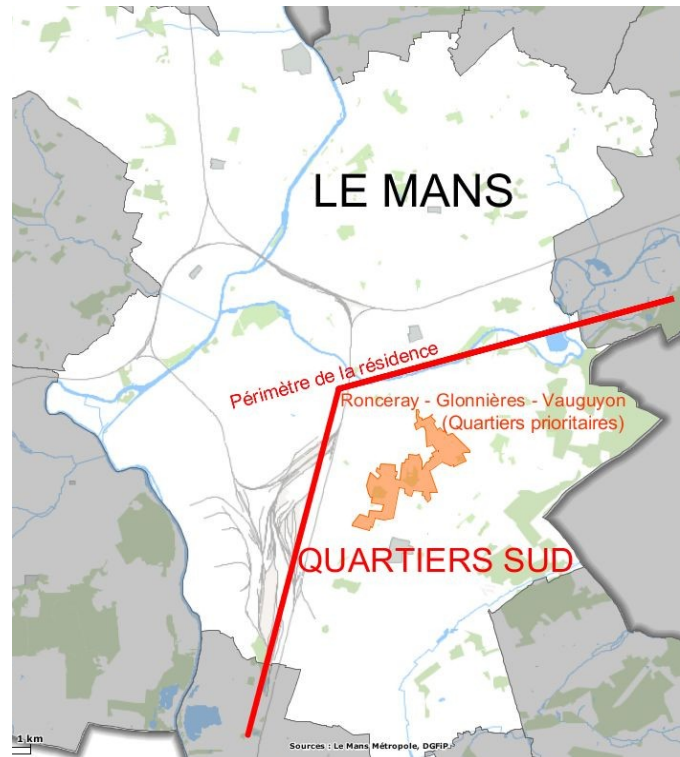 LE MANS
Périmètre de la résidence
Ronceray - Glonnières - Vauguyon
(Quartiers prioritaires)
QUARTIERS SUD
1 km
Sources : Le Mans Métropole, DGFiP.